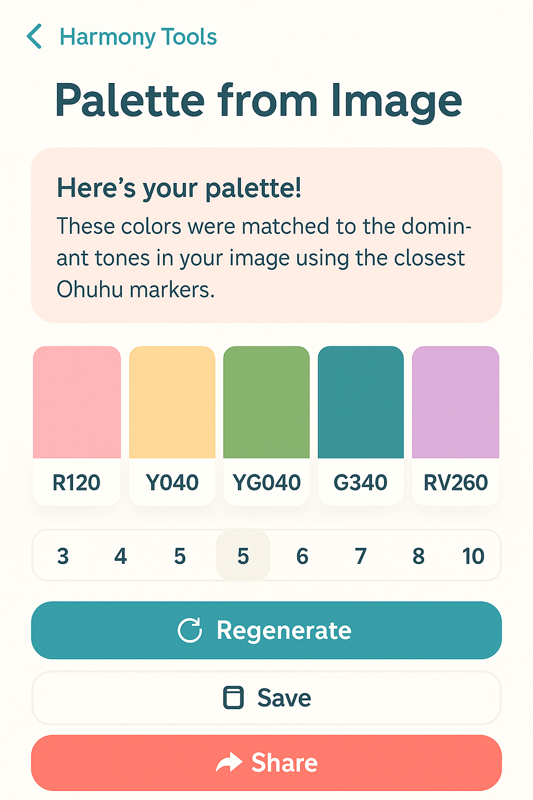 Harmony Tools
Palette from Image
Here’s your palette!
These colors were matched to the domin-
ant tones in your image using the closest
Ohuhu markers.
R120 Y040 YG040 G340 RV260
3 4 5 5 6 7 8 10
Regenerate
Save
Share